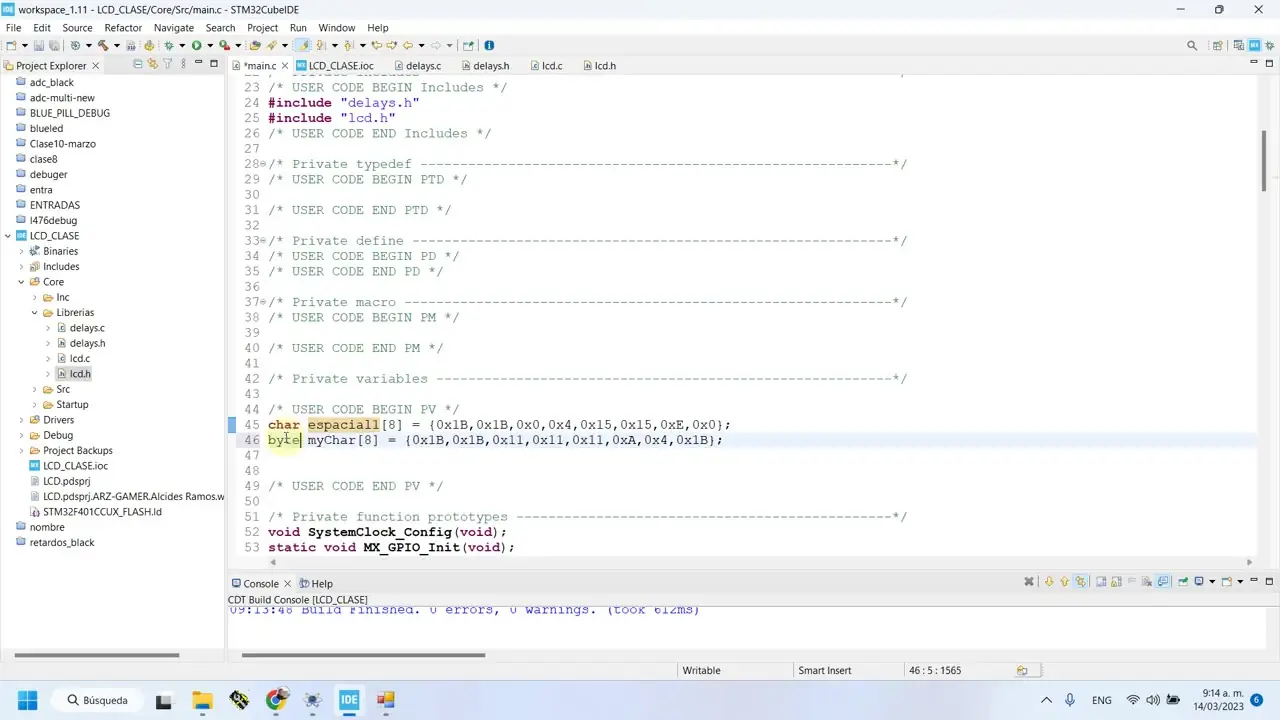 workspace_1.11 - LCD_CLASE/Core/Src/main.c - STM32CubeIDE
File Edit Source Refactor Navigate Search Project Run Window Help
Project Explorer
*main.c LCD_CLASE.ioc delays.c delays.h lcd.c lcd.h
adc_black
adc-multi-new
BLUE_PILL_DEBUG
blueled
Clase10-marzo
clase8
debuger
entra
ENTRADAS
l476debug
LCD_CLASE
Binaries
Includes
Core
Inc
Librerias
delays.c
delays.h
lcd.c
lcd.h
Src
Startup
Drivers
Debug
Project Backups
LCD_CLASE.ioc
LCD.pdsprj
LCD.pdsprj.ARZ-GAMER.Alcides Ramos.w
STM32F401CCUX_FLASH.ld
nombre
retardos_black
23 /* USER CODE BEGIN Includes */
24 #include "delays.h"
25 #include "lcd.h"
26 /* USER CODE END Includes */
27
28 /* Private typedef -----------------------------------------------------------*/
29 /* USER CODE BEGIN PTD */
30
31 /* USER CODE END PTD */
32
33 /* Private define ------------------------------------------------------------*/
34 /* USER CODE BEGIN PD */
35 /* USER CODE END PD */
36
37 /* Private macro -------------------------------------------------------------*/
38 /* USER CODE BEGIN PM */
39
40 /* USER CODE END PM */
41
42 /* Private variables ---------------------------------------------------------*/
43
44 /* USER CODE BEGIN PV */
45 char espacial1[8] = {0x1B,0x1B,0x0,0x4,0x15,0x15,0xE,0x0};
46 byte myChar[8] = {0x1B,0x1B,0x11,0x11,0x11,0xA,0x4,0x1B};
47
48
49 /* USER CODE END PV */
50
51 /* Private function prototypes -----------------------------------------------*/
52 void SystemClock_Config(void);
53 static void MX_GPIO_Init(void);
Console Help
CDT Build Console [LCD_CLASE]
09:13:48 Build Finished. 0 errors, 0 warnings. (took 612ms)
Writable Smart Insert 46 : 5 : 1565
Búsqueda
IDE
ENG
9:14 a. m.
14/03/2023
6